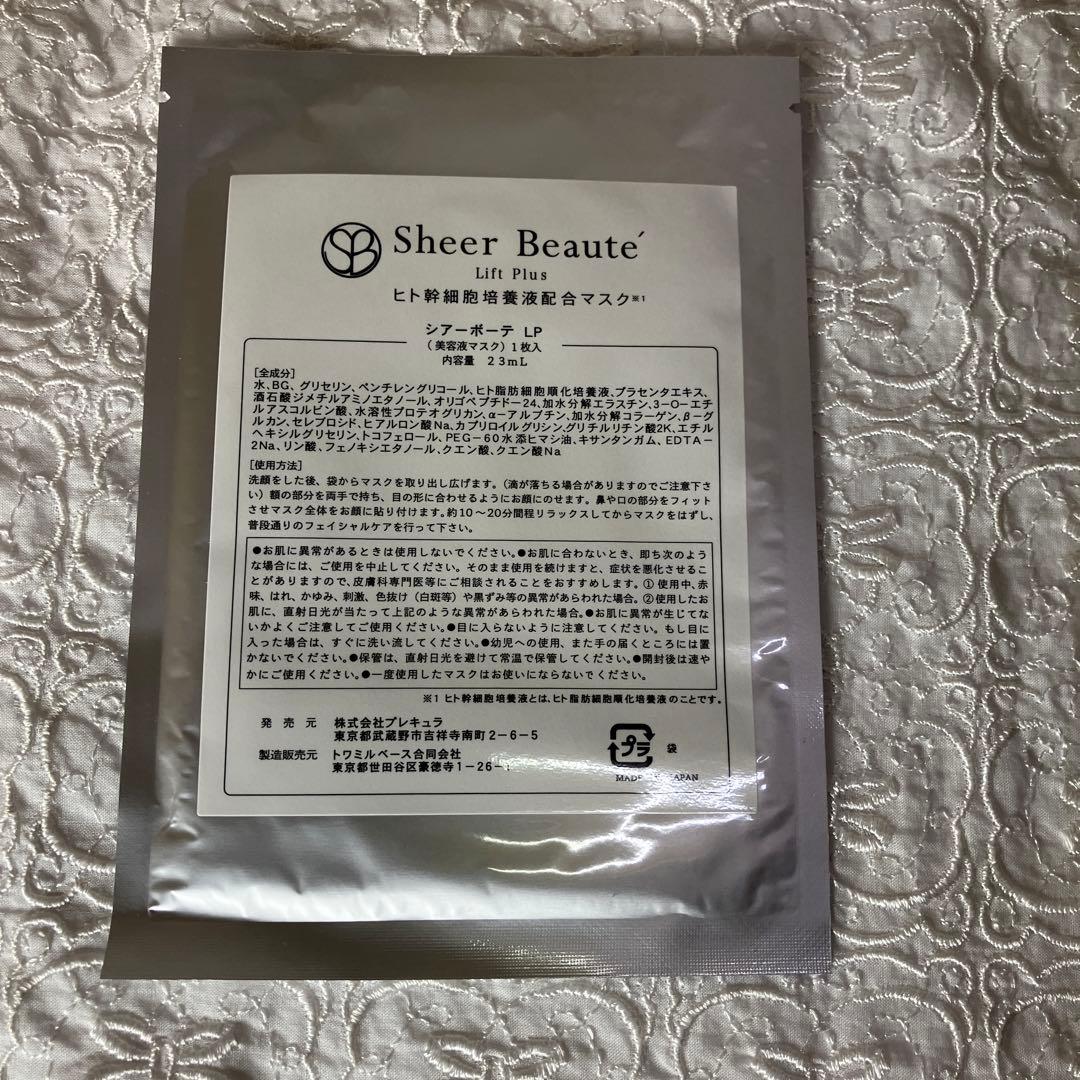 SB
Sheer Beauté
Lift Plus
ヒト幹細胞培養液配合マスク※1
シアーボーテ LP
（美容液マスク）1枚入
内容量 23mL
［全成分］
水、BG、グリセリン、ペンチレングリコール、ヒト脂肪細胞順化培養液、プラセンタエキス、
酒石酸ジメチルアミノエタノール、オリゴペプチド-24、加水分解エラスチン、3-O-エチ
ルアスコルビン酸、水溶性プロテオグリカン、α-アルブチン、加水分解コラーゲン、β-グル
カン、セレブロシド、ヒアルロン酸Na、カプリロイルグリシン、グリチルリチン酸2K、エチル
ヘキシルグリセリン、トコフェロール、PEG-60水添ヒマシ油、キサンタンガム、EDTA-
2Na、リン酸、フェノキシエタノール、クエン酸、クエン酸Na
［使用方法］
洗顔をした後、袋からマスクを取り出し広げます。（滴が落ちる場合がありますのでご注意下さ
い）額の部分を両手で持ち、目の形に合わせるようにお顔にのせます。鼻や口の部分をフィット
させマスク全体をお顔に貼り付けます。約10～20分間程リラックスしてからマスクをはずし、
普段通りのフェイシャルケアを行って下さい。
●お肌に異常があるときは使用しないでください。●お肌に合わないとき、即ち次のよう
な場合には、ご使用を中止してください。そのまま使用を続けますと、症状を悪化させるこ
とがありますので、皮膚科専門医等にご相談されることをおすすめします。①使用中、赤
味、はれ、かゆみ、刺激、色抜け（白斑等）や黒ずみ等の異常があらわれた場合。②使用したお
肌に、直射日光が当たって上記のような異常があらわれた場合。●お肌に異常が生じてな
いかよくご注意してご使用ください。●目に入らないように注意してください。もし目に
入った場合は、すぐに洗い流してください。●幼児への使用、また手の届くところには置
かないでください。●保管は、直射日光を避けて常温で保管してください。●開封後は速や
かにご使用ください。●一度使用したマスクはお使いにならないでください。
※1 ヒト幹細胞培養液とは、ヒト脂肪細胞順化培養液のことです。
発売元 株式会社プレキュラ
東京都武蔵野市吉祥寺南町2-6-5
製造販売元 トワミルベース合同会社
東京都世田谷区豪徳寺1-26-
プラ 袋
MADE JAPAN